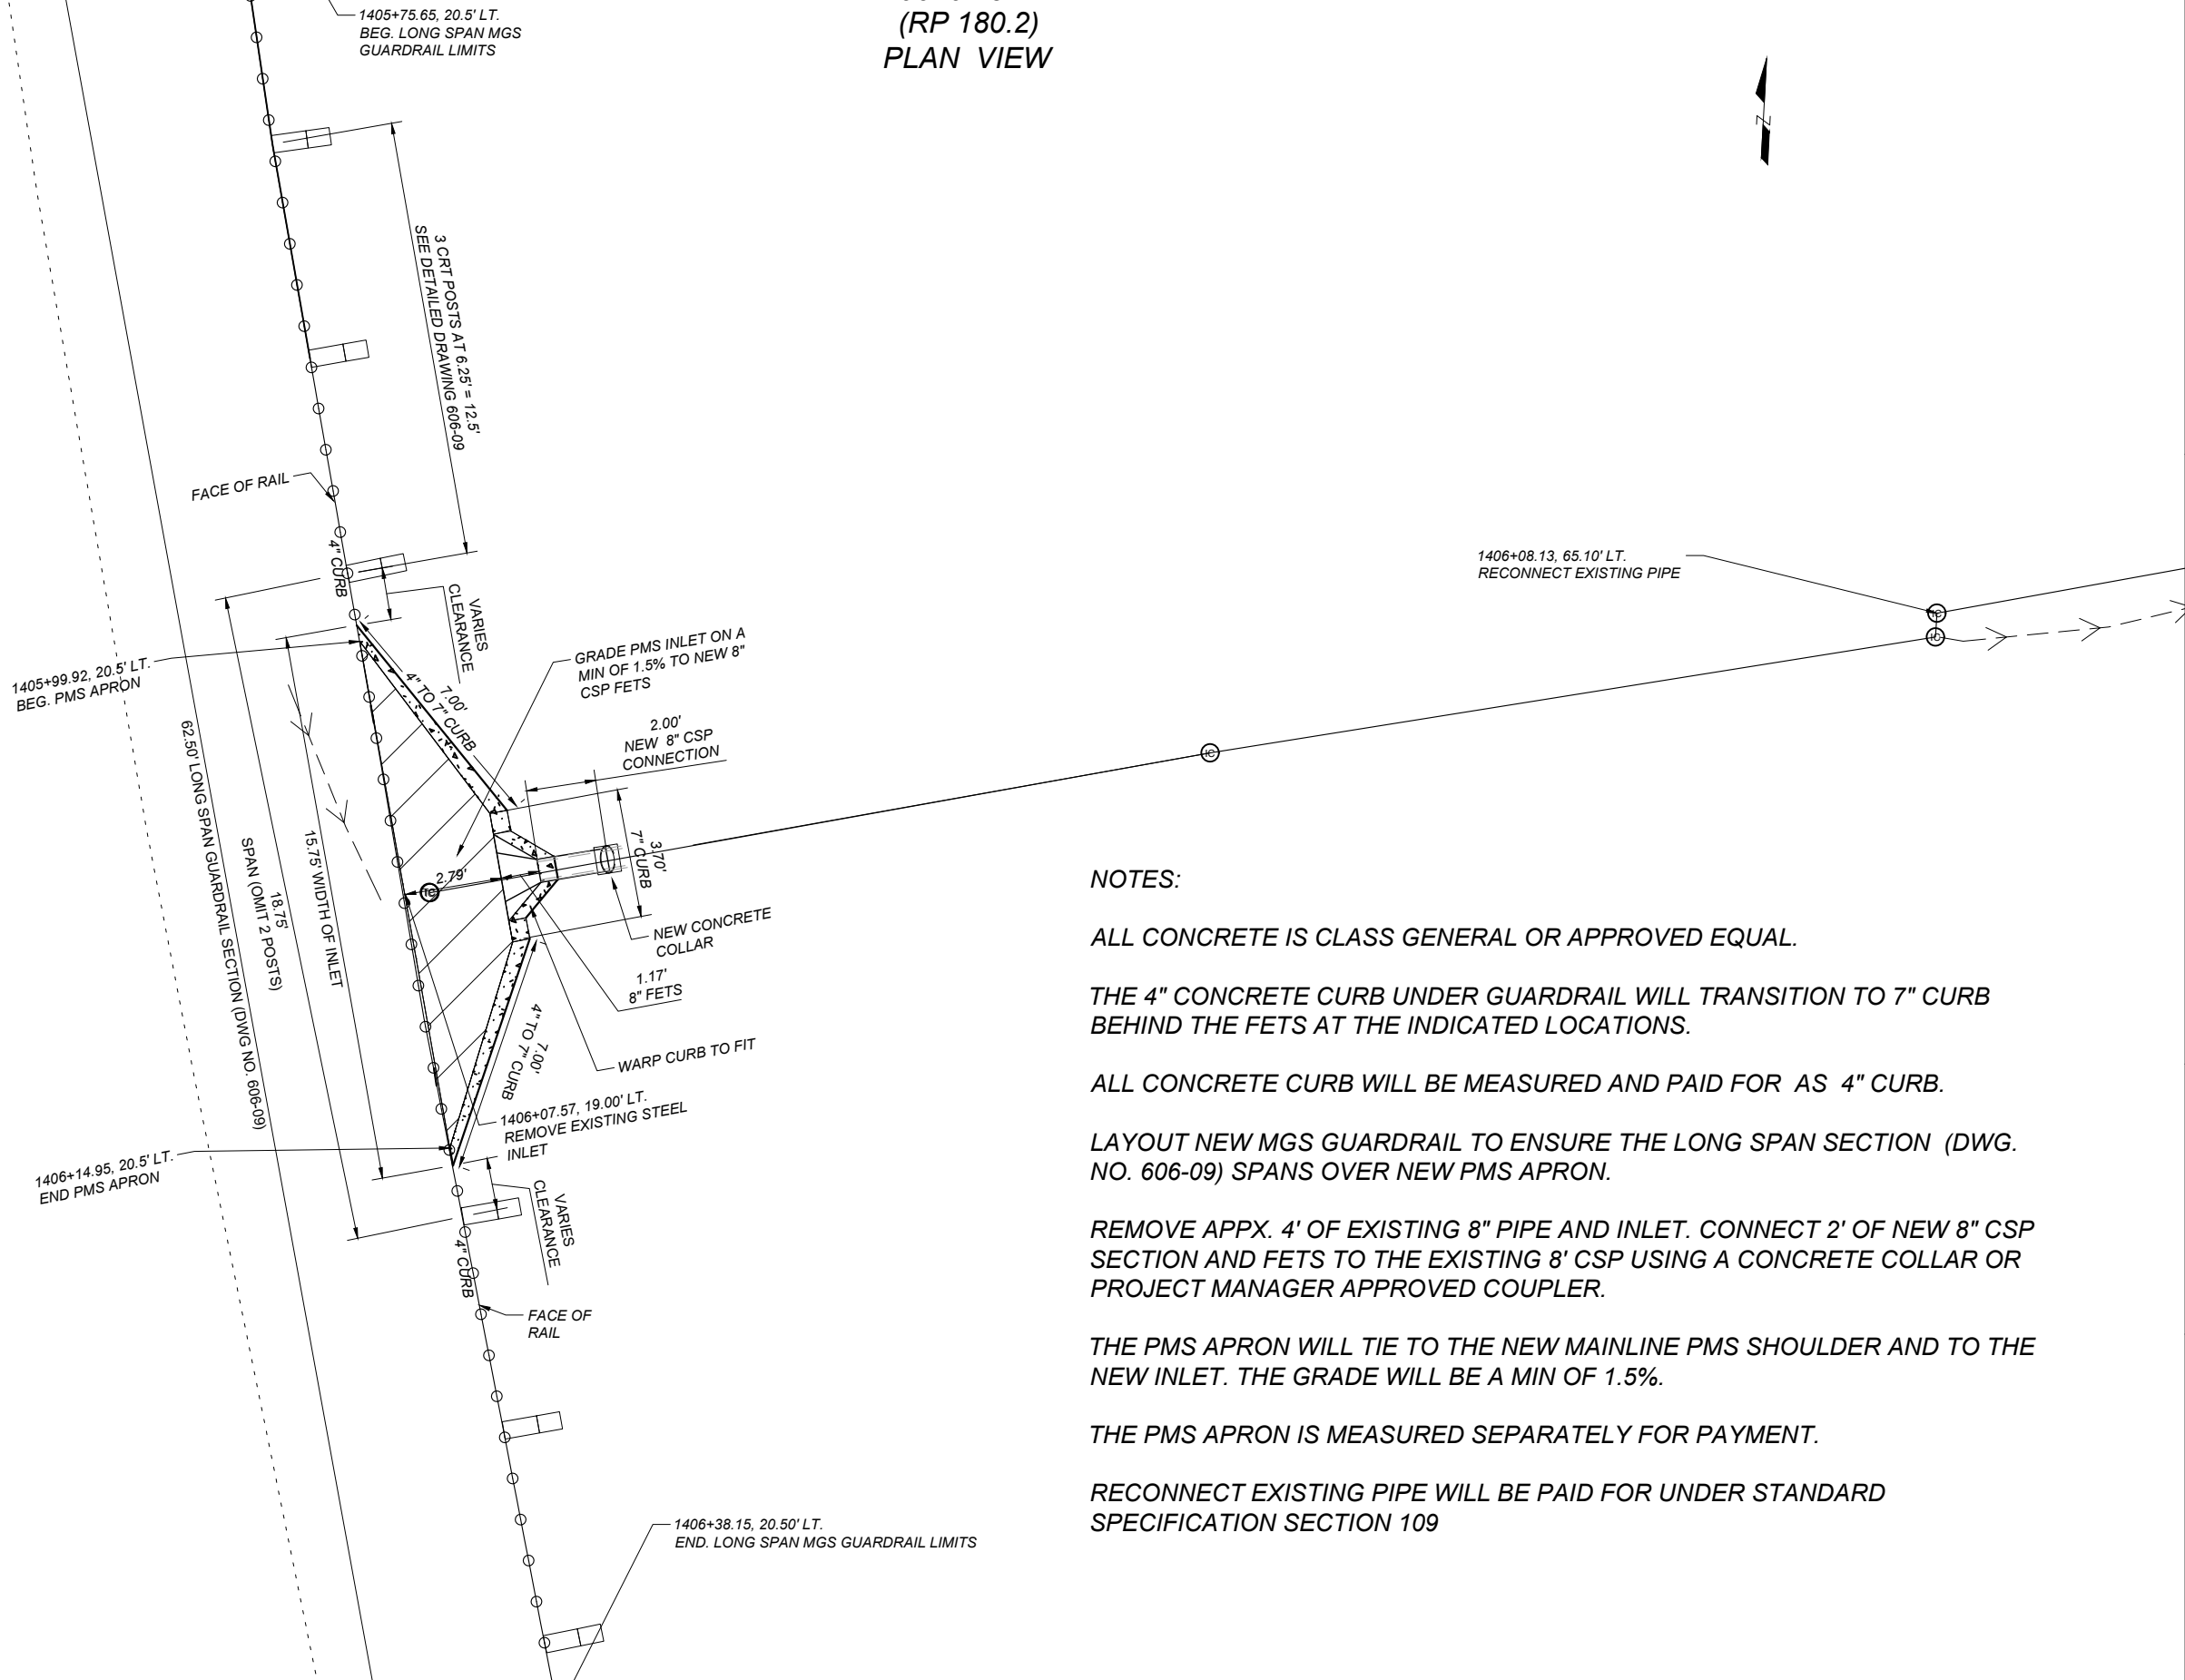 (RP 180.2)
PLAN VIEW
1405+75.65, 20.5' LT.
BEG. LONG SPAN MGS
GUARDRAIL LIMITS
N
3 CRT POSTS AT 6.25' = 12.5'
SEE DETAILED DRAWING 606-09
FACE OF RAIL
4" CURB
VARIES
CLEARANCE
1405+99.92, 20.5' LT.
BEG. PMS APRON
GRADE PMS INLET ON A
MIN OF 1.5% TO NEW 8"
CSP FETS
7.00'
4" TO 7" CURB
2.00'
NEW 8" CSP
CONNECTION
1406+08.13, 65.10' LT.
RECONNECT EXISTING PIPE
IC
IC
IC
62.50' LONG SPAN GUARDRAIL SECTION (DWG NO. 606-09)
18.75'
SPAN (OMIT 2 POSTS)
15.75' WIDTH OF INLET
2.79'
IC
3.70'
7" CURB
NEW CONCRETE
COLLAR
1.17'
8" FETS
WARP CURB TO FIT
7.00'
4" TO 7" CURB
1406+07.57, 19.00' LT.
REMOVE EXISTING STEEL
INLET
1406+14.95, 20.5' LT.
END PMS APRON
VARIES
CLEARANCE
4" CURB
FACE OF
RAIL
1406+38.15, 20.50' LT.
END. LONG SPAN MGS GUARDRAIL LIMITS
NOTES:
ALL CONCRETE IS CLASS GENERAL OR APPROVED EQUAL.
THE 4" CONCRETE CURB UNDER GUARDRAIL WILL TRANSITION TO 7" CURB
BEHIND THE FETS AT THE INDICATED LOCATIONS.
ALL CONCRETE CURB WILL BE MEASURED AND PAID FOR AS 4" CURB.
LAYOUT NEW MGS GUARDRAIL TO ENSURE THE LONG SPAN SECTION (DWG.
NO. 606-09) SPANS OVER NEW PMS APRON.
REMOVE APPX. 4' OF EXISTING 8" PIPE AND INLET. CONNECT 2' OF NEW 8" CSP
SECTION AND FETS TO THE EXISTING 8' CSP USING A CONCRETE COLLAR OR
PROJECT MANAGER APPROVED COUPLER.
THE PMS APRON WILL TIE TO THE NEW MAINLINE PMS SHOULDER AND TO THE
NEW INLET. THE GRADE WILL BE A MIN OF 1.5%.
THE PMS APRON IS MEASURED SEPARATELY FOR PAYMENT.
RECONNECT EXISTING PIPE WILL BE PAID FOR UNDER STANDARD
SPECIFICATION SECTION 109